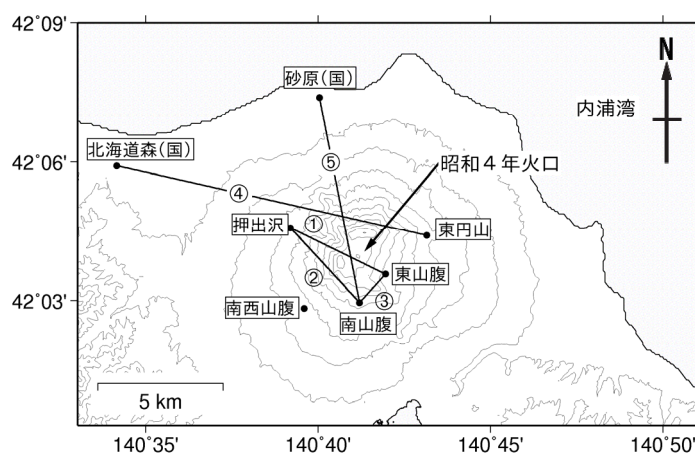 42°09'
42°06'
42°03'
140°35'
140°40'
140°45'
140°50'
砂原（国）
N
内浦湾
北海道森（国）
⑤
昭和４年火口
④
①
押出沢
東円山
②
東山腹
③
南西山腹
南山腹
5 km